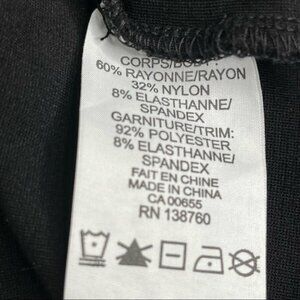 CORPS/BODY:
60% RAYONNE/RAYON
32% NYLON
8% ELASTHANNE/
SPANDEX
GARNITURE/TRIM:
92% POLYESTER
8% ELASTHANNE/
SPANDEX
FAIT EN CHINE
MADE IN CHINA
CA 00655
RN 138760